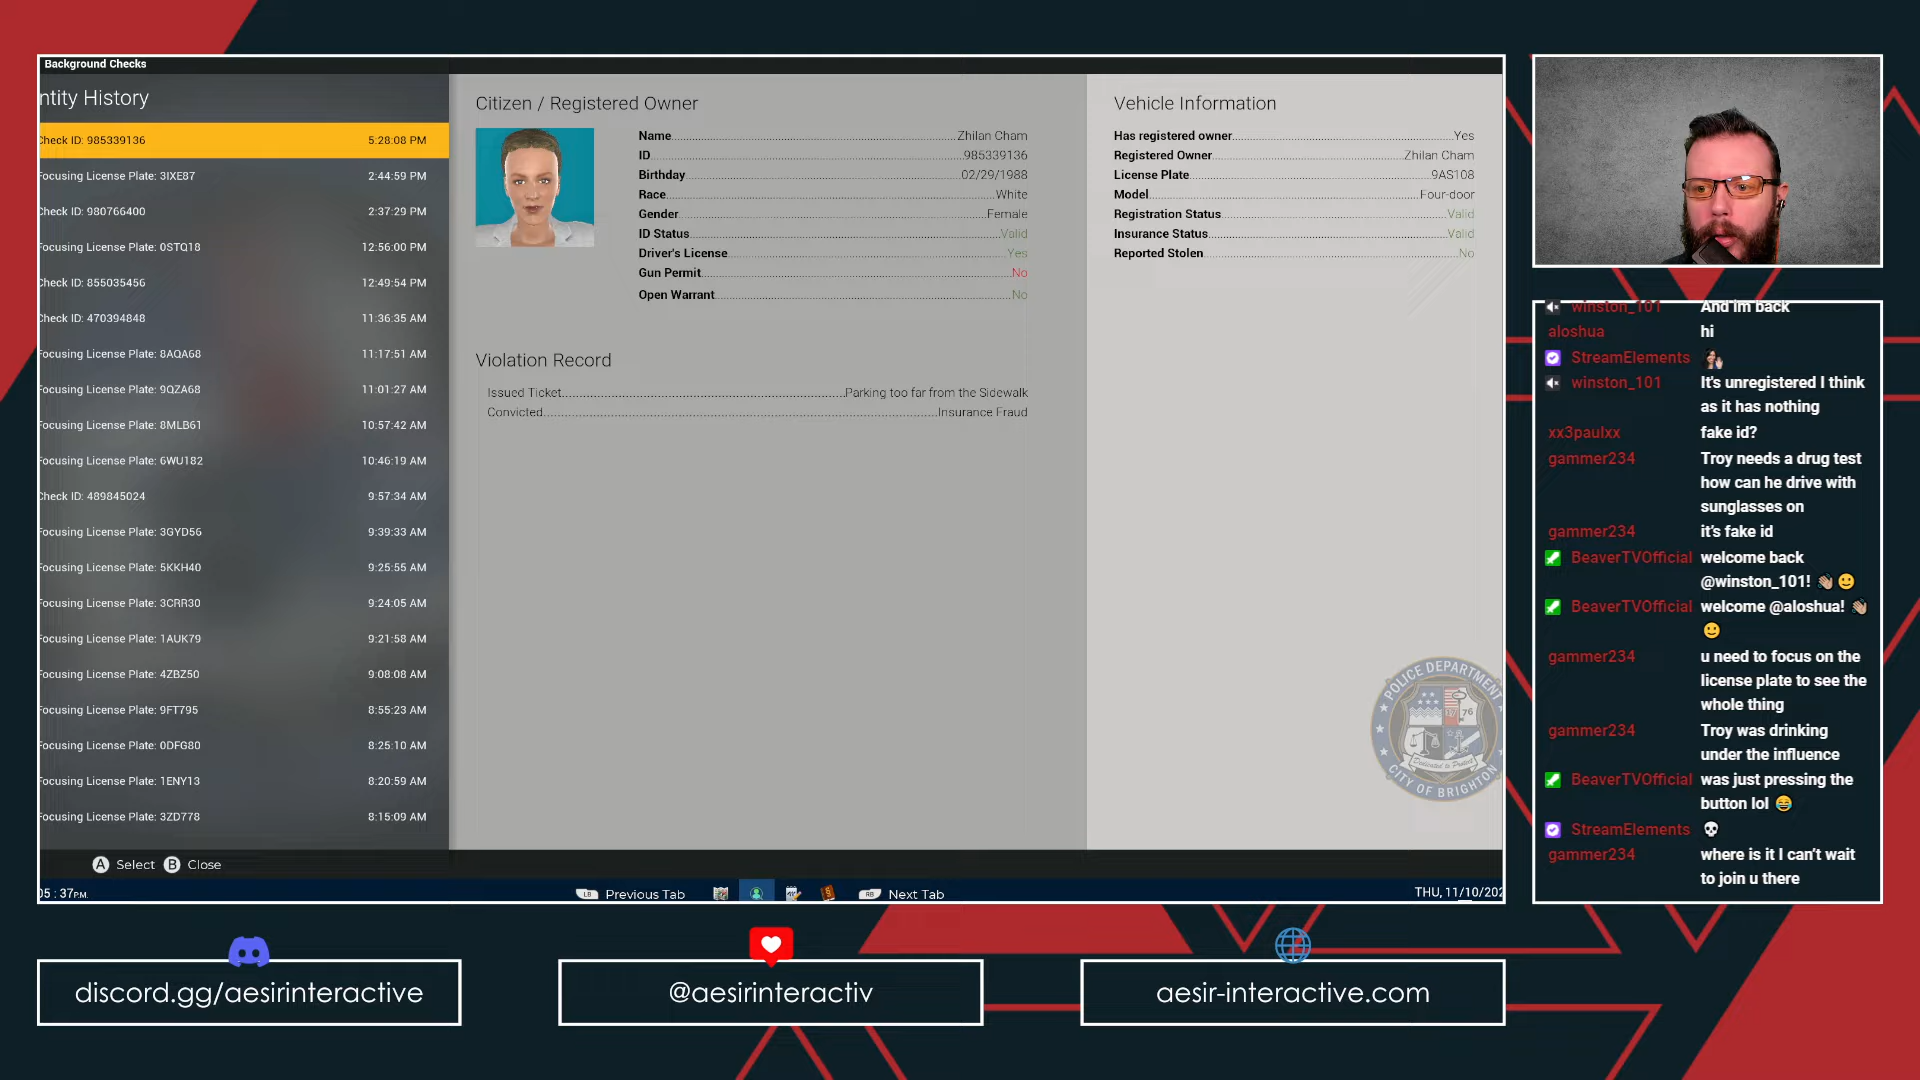 Background Checks
ntity History
Check ID: 985339136 5:28:08 PM
Focusing License Plate: 3IXE87 2:44:59 PM
Check ID: 980766400 2:37:29 PM
Focusing License Plate: 0STQ18 12:56:00 PM
Check ID: 855035456 12:49:54 PM
Check ID: 470394848 11:36:35 AM
Focusing License Plate: 8AQA68 11:17:51 AM
Focusing License Plate: 9QZA68 11:01:27 AM
Focusing License Plate: 8MLB61 10:57:42 AM
Focusing License Plate: 6WU182 10:46:19 AM
Check ID: 489845024 9:57:34 AM
Focusing License Plate: 3GYD56 9:39:33 AM
Focusing License Plate: 5KKH40 9:25:55 AM
Focusing License Plate: 3CRR30 9:24:05 AM
Focusing License Plate: 1AUK79 9:21:58 AM
Focusing License Plate: 4ZBZ50 9:08:08 AM
Focusing License Plate: 9FT795 8:55:23 AM
Focusing License Plate: 0DFG80 8:25:10 AM
Focusing License Plate: 1ENY13 8:20:59 AM
Focusing License Plate: 3ZD778 8:15:09 AM
Citizen / Registered Owner
Name Zhilan Cham
ID 985339136
Birthday 02/29/1988
Race White
Gender Female
ID Status Valid
Driver's License Yes
Gun Permit No
Open Warrant No
Violation Record
Issued Ticket Parking too far from the Sidewalk
Convicted Insurance Fraud
Vehicle Information
Has registered owner Yes
Registered Owner Zhilan Cham
License Plate 9AS108
Model Four-door
Registration Status Valid
Insurance Status Valid
Reported Stolen No
POLICE DEPARTMENT
17 76
Dedicated to Protect
CITY OF BRIGHTON
A Select B Close
05 : 37 P.M.
LB Previous Tab
RB Next Tab
THU, 11/10/202
winston_101 And im back
aloshua hi
StreamElements
winston_101 It's unregistered I think
as it has nothing
xx3paulxx fake id?
gammer234 Troy needs a drug test
how can he drive with
sunglasses on
gammer234 it's fake id
BeaverTVOfficial welcome back
@winston_101!
BeaverTVOfficial welcome @aloshua!
gammer234 u need to focus on the
license plate to see the
whole thing
gammer234 Troy was drinking
under the influence
BeaverTVOfficial was just pressing the
button lol
StreamElements
gammer234 where is it I can't wait
to join u there
discord.gg/aesirinteractive
@aesirinteractiv
aesir-interactive.com